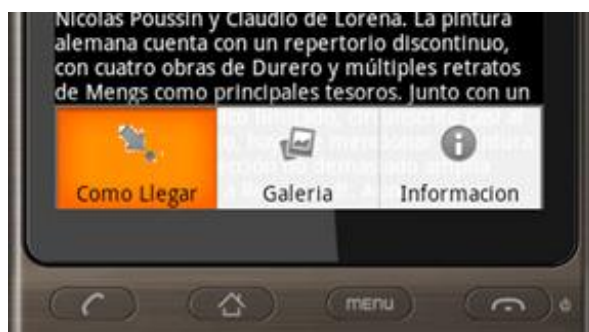 Nicolas Poussin y Claudio de Lorena. La pintura
alemana cuenta con un repertorio discontinuo,
con cuatro obras de Durero y múltiples retratos
de Mengs como principales tesoros. Junto con un
Como Llegar
Galeria
Informacion
MENU